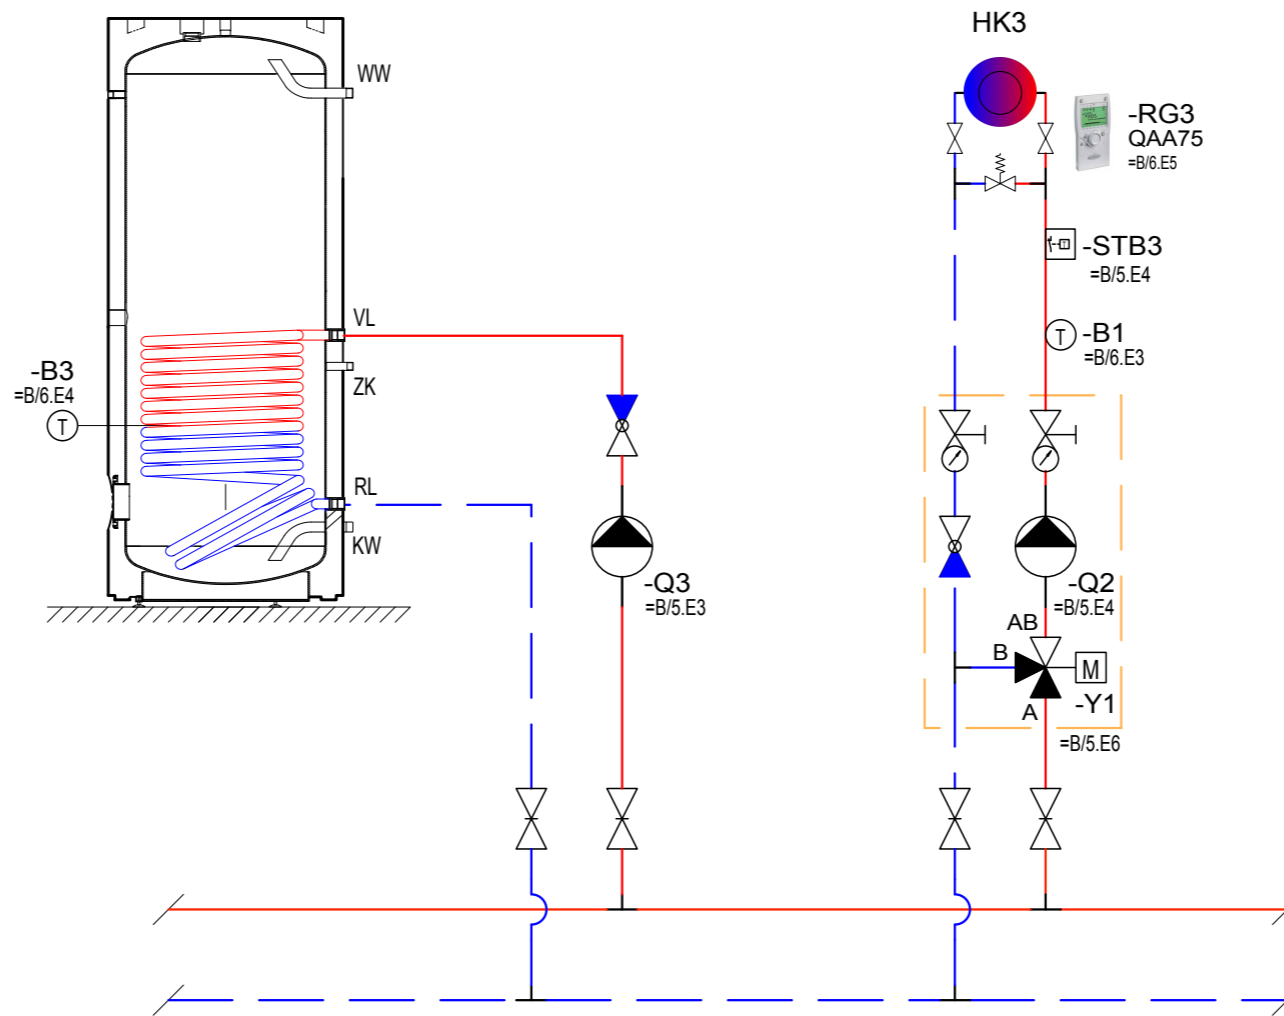 HK3
WW
-RG3
QAA75
=B/6.E5
-STB3
=B/5.E4
VL
-B1
=B/6.E3
T
-B3
=B/6.E4
T
ZK
RL
KW
-Q3
=B/5.E3
-Q2
=B/5.E4
AB
B
M
A
-Y1
=B/5.E6